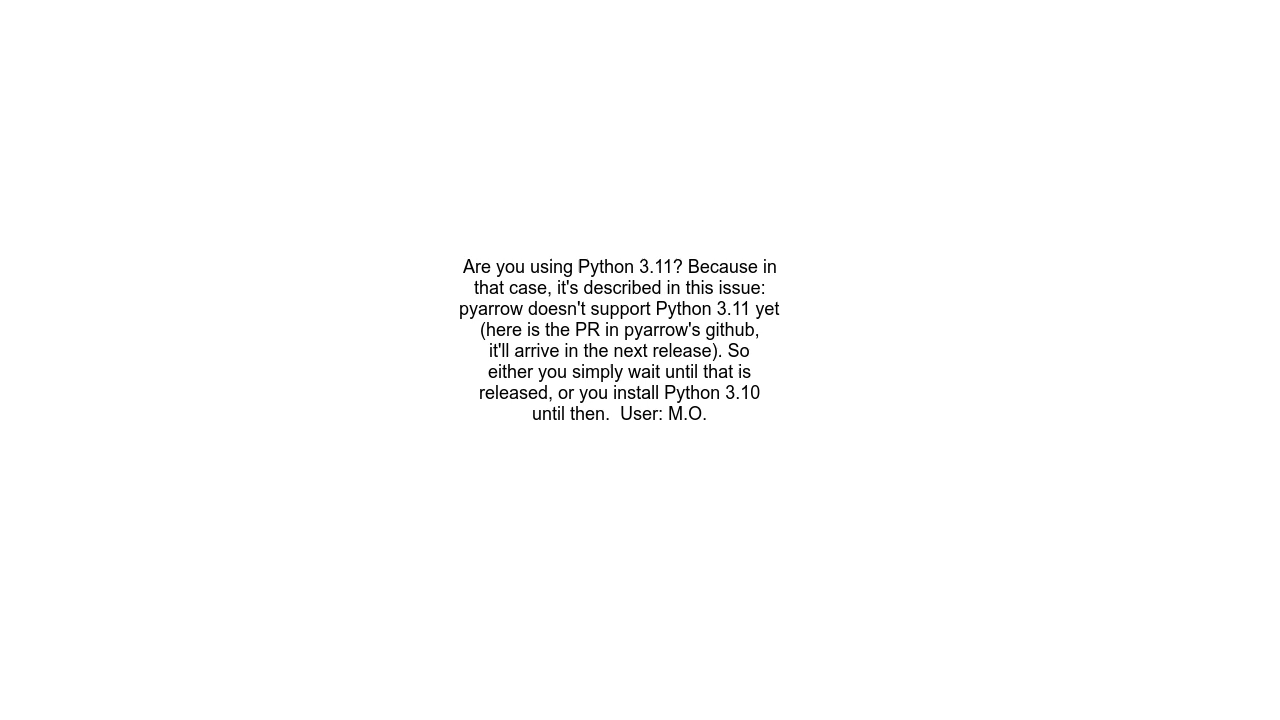 Are you using Python 3.11? Because in
that case, it's described in this issue:
pyarrow doesn't support Python 3.11 yet
(here is the PR in pyarrow's github,
it'll arrive in the next release). So
either you simply wait until that is
released, or you install Python 3.10
until then.  User: M.O.